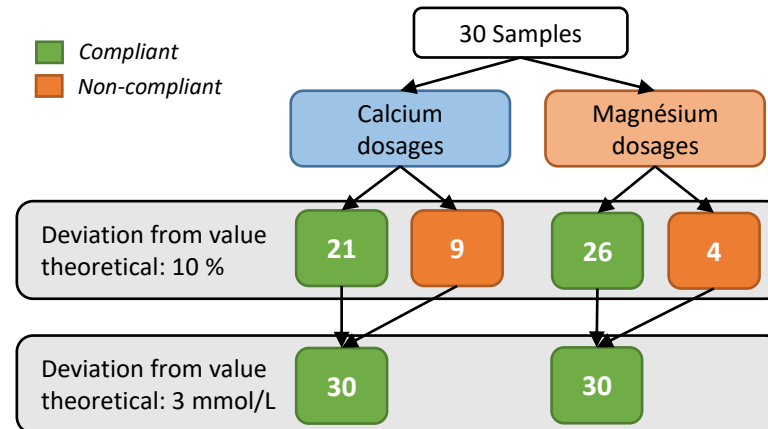 30 Samples
Compliant
Non-compliant
Calcium
dosages
Magnésium
dosages
Deviation from value
theoretical: 10 %
21
9
26
4
Deviation from value
theoretical: 3 mmol/L
30
30